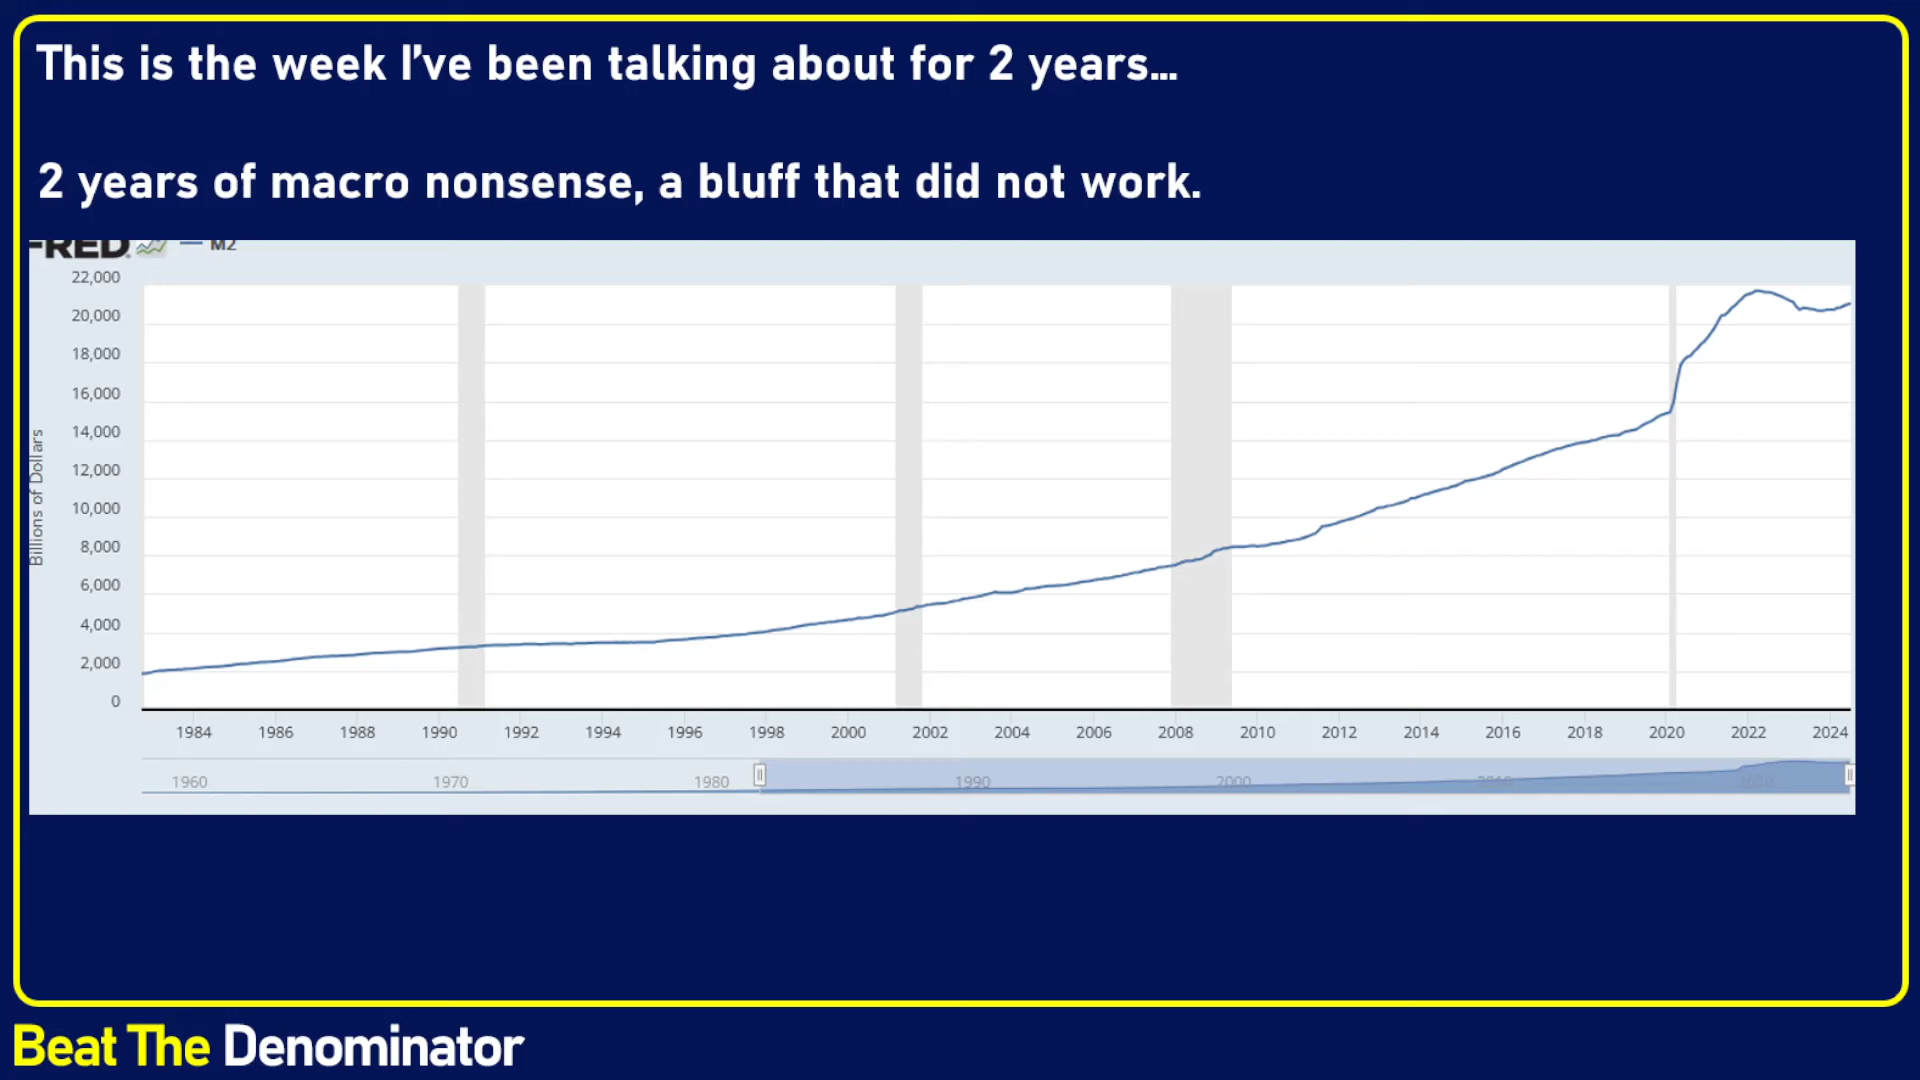 This is the week I've been talking about for 2 years...
2 years of macro nonsense, a bluff that did not work.
FRED M2
22,000
20,000
18,000
16,000
14,000
12,000
10,000
8,000
6,000
4,000
2,000
0
Billions of Dollars
1984 1986 1988 1990 1992 1994 1996 1998 2000 2002 2004 2006 2008 2010 2012 2014 2016 2018 2020 2022 2024
1960 1970 1980 1990 2000 2010
Beat The Denominator